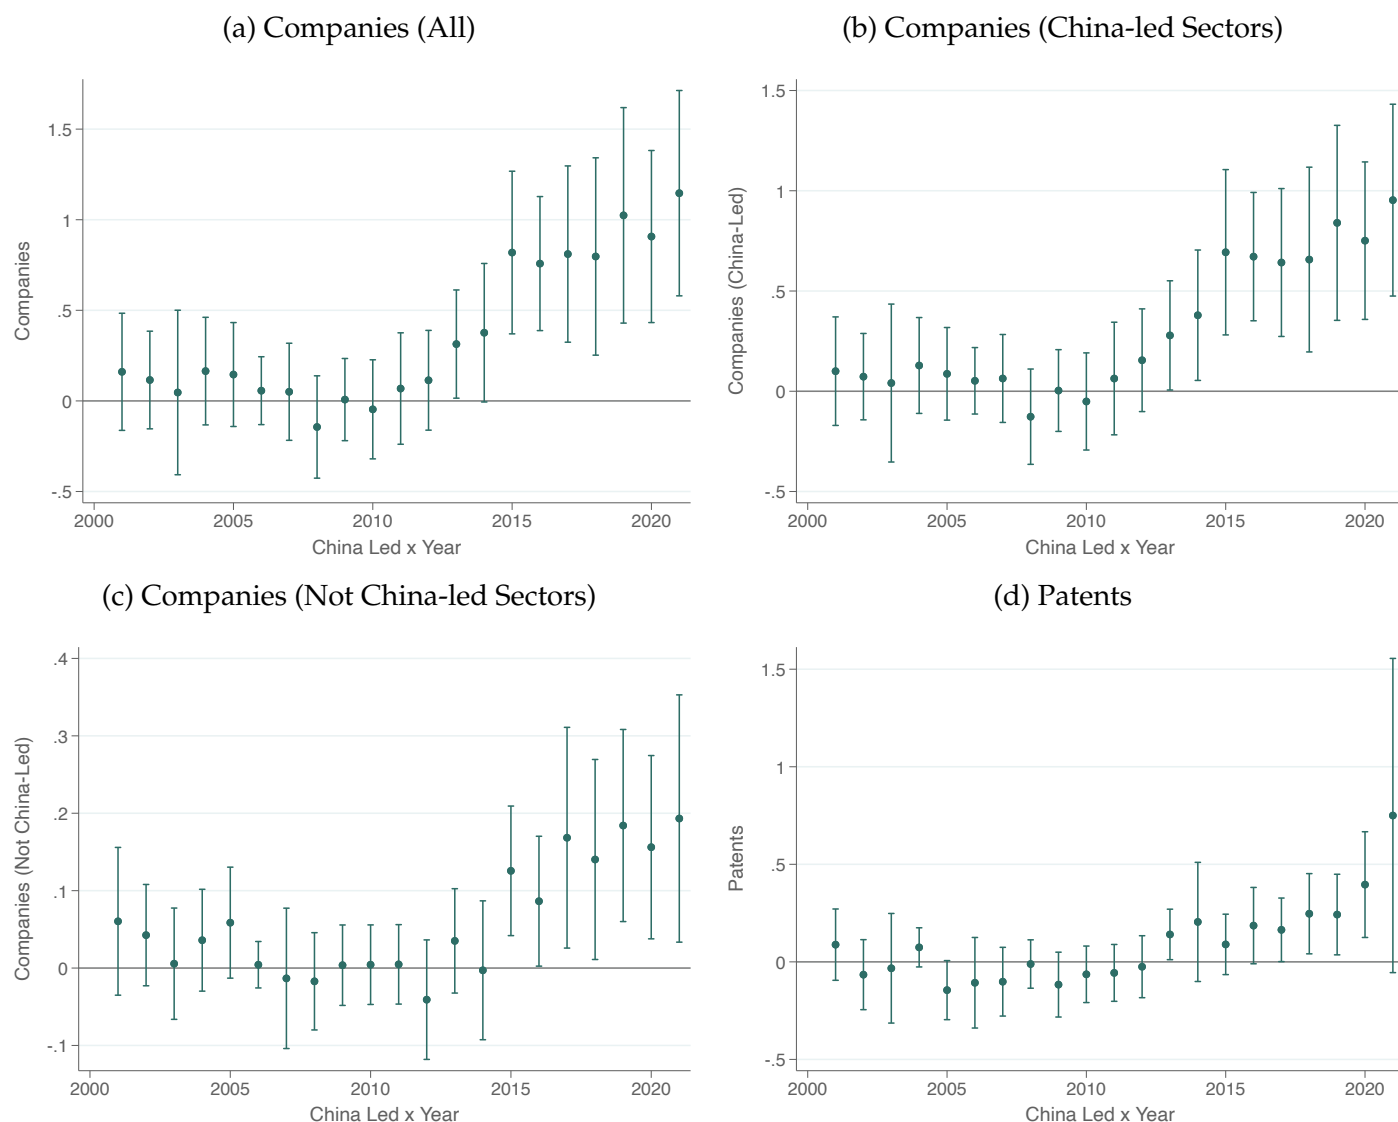 (a) Companies (All)
1.5
1
.5
0
-.5
Companies
2000 2005 2010 2015 2020
China Led x Year
(b) Companies (China-led Sectors)
1.5
1
.5
0
-.5
Companies (China-Led)
2000 2005 2010 2015 2020
China Led x Year
(c) Companies (Not China-led Sectors)
.4
.3
.2
.1
0
-.1
Companies (Not China-Led)
2000 2005 2010 2015 2020
China Led x Year
(d) Patents
1.5
1
.5
0
-.5
Patents
2000 2005 2010 2015 2020
China Led x Year